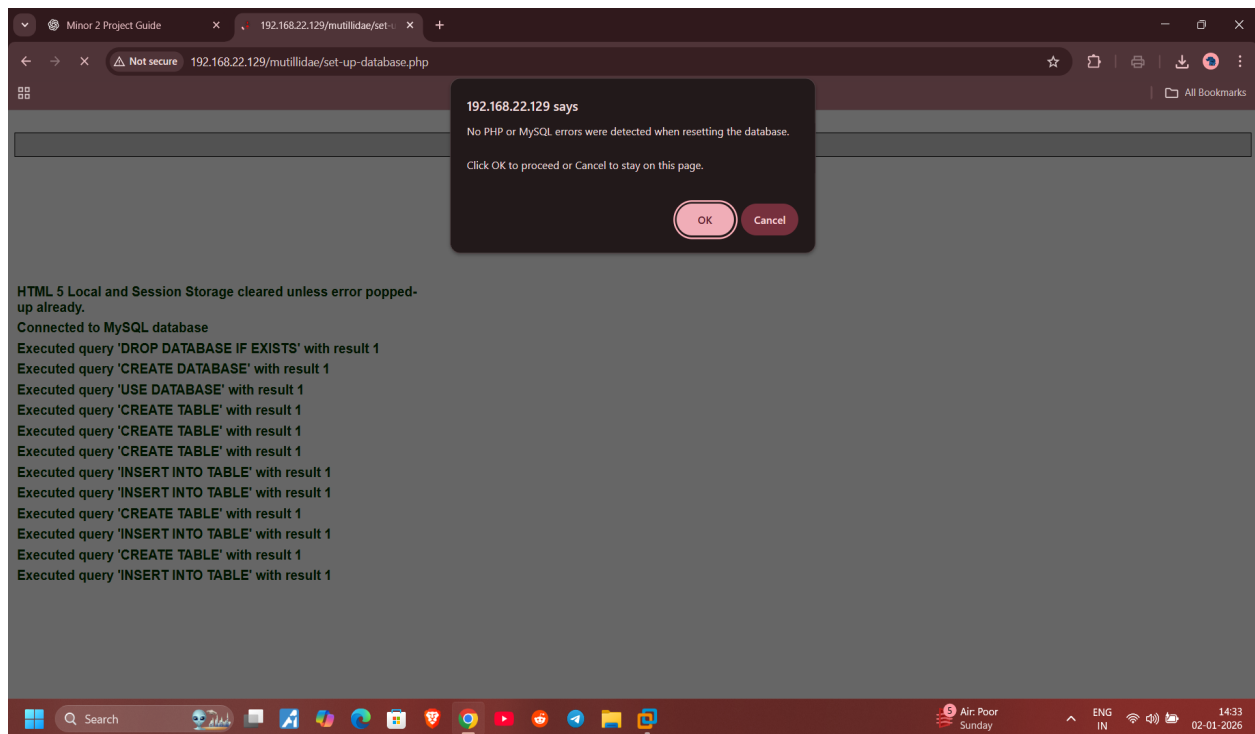 Minor 2 Project Guide
192.168.22.129/mutillidae/set-u
Not secure
192.168.22.129/mutillidae/set-up-database.php
All Bookmarks
192.168.22.129 says
No PHP or MySQL errors were detected when resetting the database.
Click OK to proceed or Cancel to stay on this page.
OK
Cancel
HTML 5 Local and Session Storage cleared unless error popped-
up already.
Connected to MySQL database
Executed query 'DROP DATABASE IF EXISTS' with result 1
Executed query 'CREATE DATABASE' with result 1
Executed query 'USE DATABASE' with result 1
Executed query 'CREATE TABLE' with result 1
Executed query 'CREATE TABLE' with result 1
Executed query 'CREATE TABLE' with result 1
Executed query 'INSERT INTO TABLE' with result 1
Executed query 'INSERT INTO TABLE' with result 1
Executed query 'CREATE TABLE' with result 1
Executed query 'INSERT INTO TABLE' with result 1
Executed query 'CREATE TABLE' with result 1
Executed query 'INSERT INTO TABLE' with result 1
Search
5
Air: Poor
Sunday
ENG
IN
14:33
02-01-2026